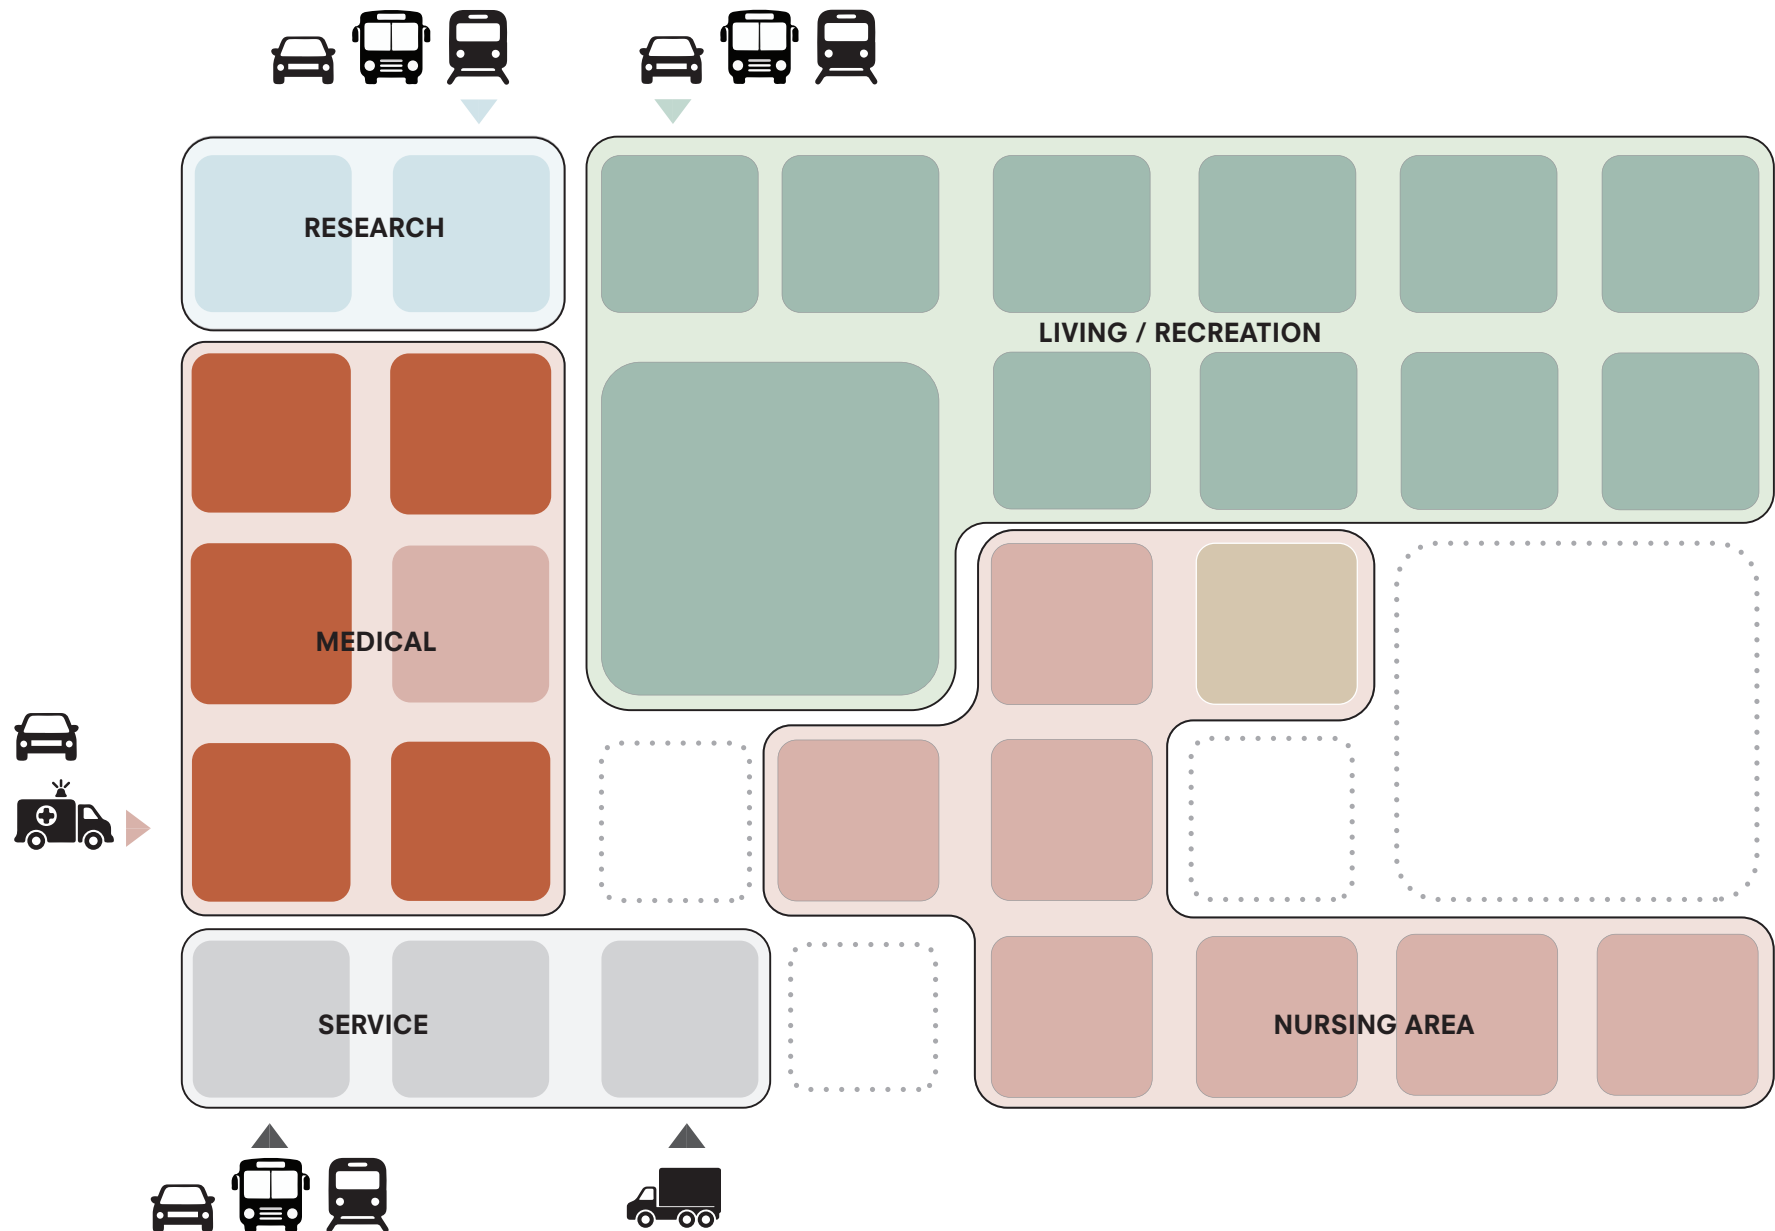 RESEARCH
LIVING / RECREATION
MEDICAL
SERVICE
NURSING AREA